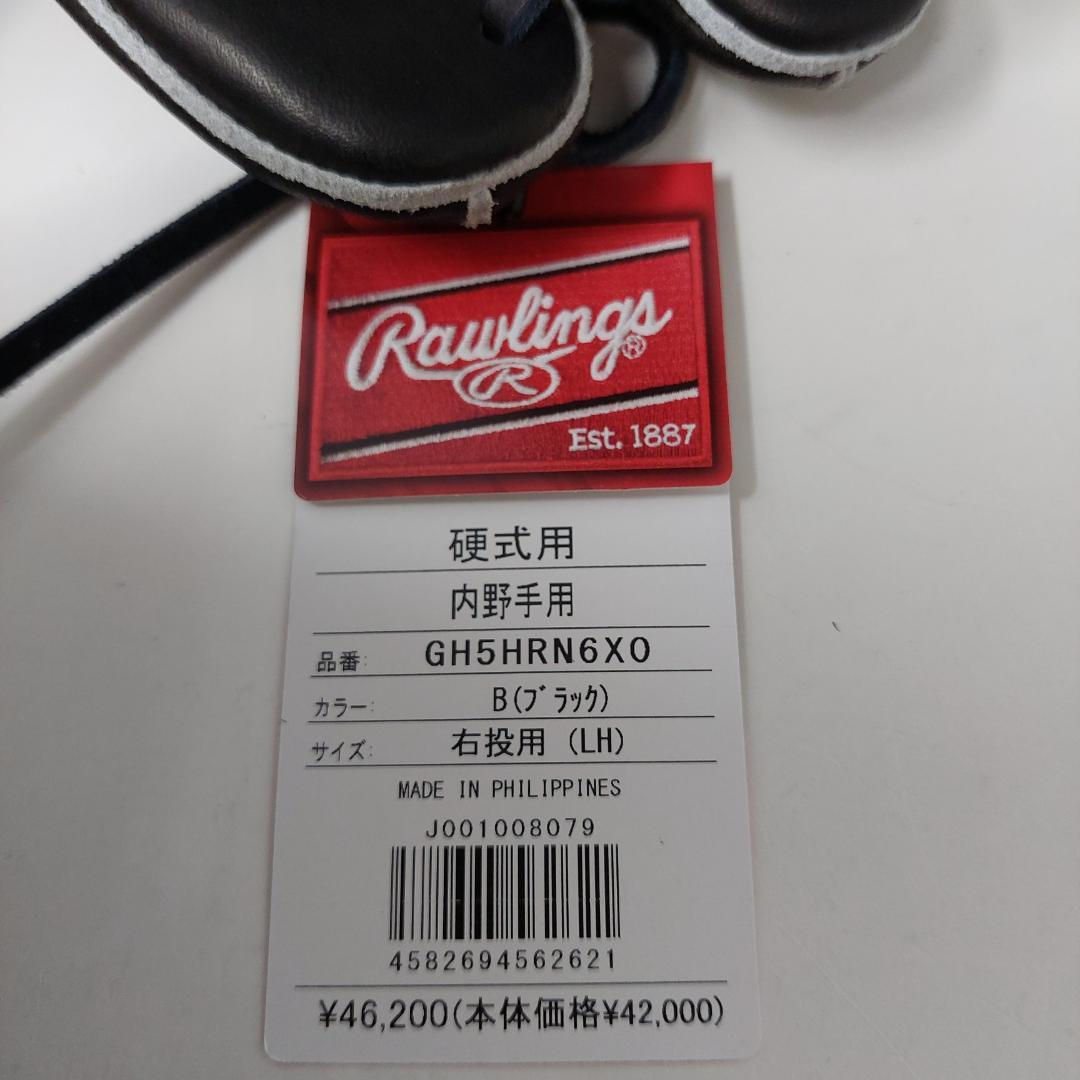 Rawlings®
R
Est. 1887
硬式用
内野手用
品番: GH5HRN6XO
カラー: B(ﾌﾞﾗｯｸ)
サイズ: 右投用 (LH)
MADE IN PHILIPPINES
J001008079
4582694562621
¥46,200(本体価格¥42,000)